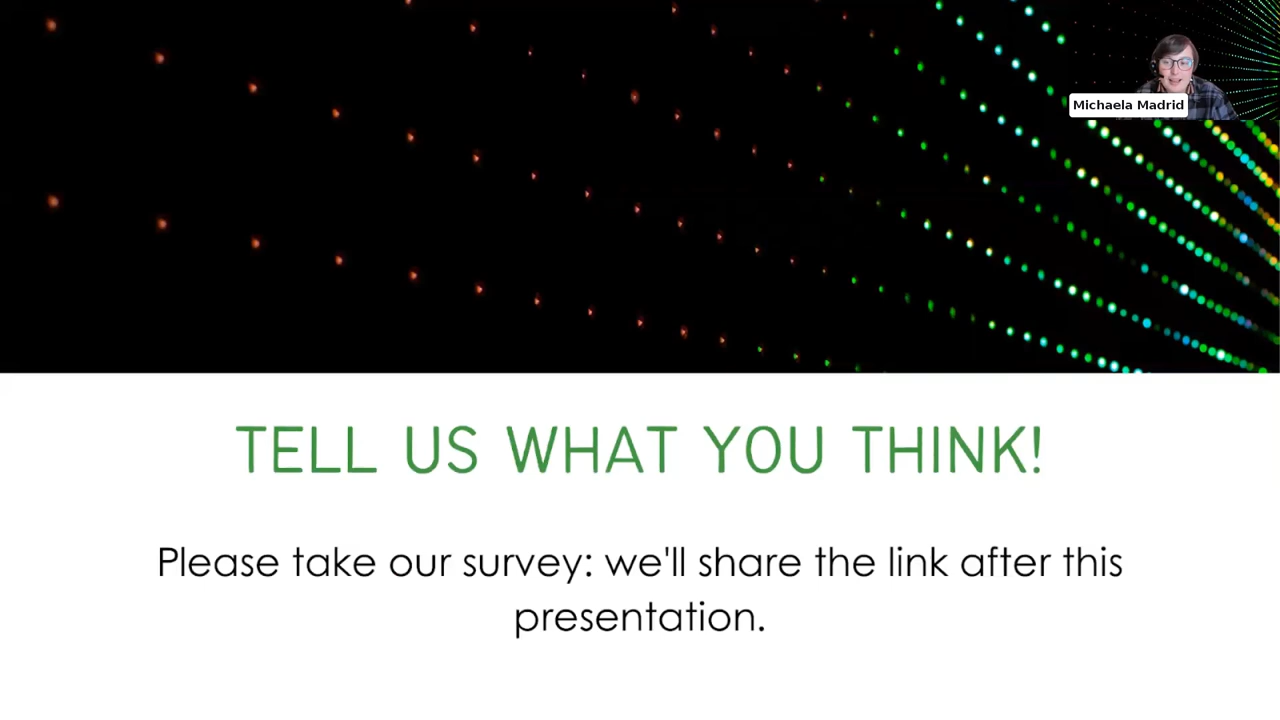 Michaela Madrid
TELL US WHAT YOU THINK!
Please take our survey: we'll share the link after this
presentation.